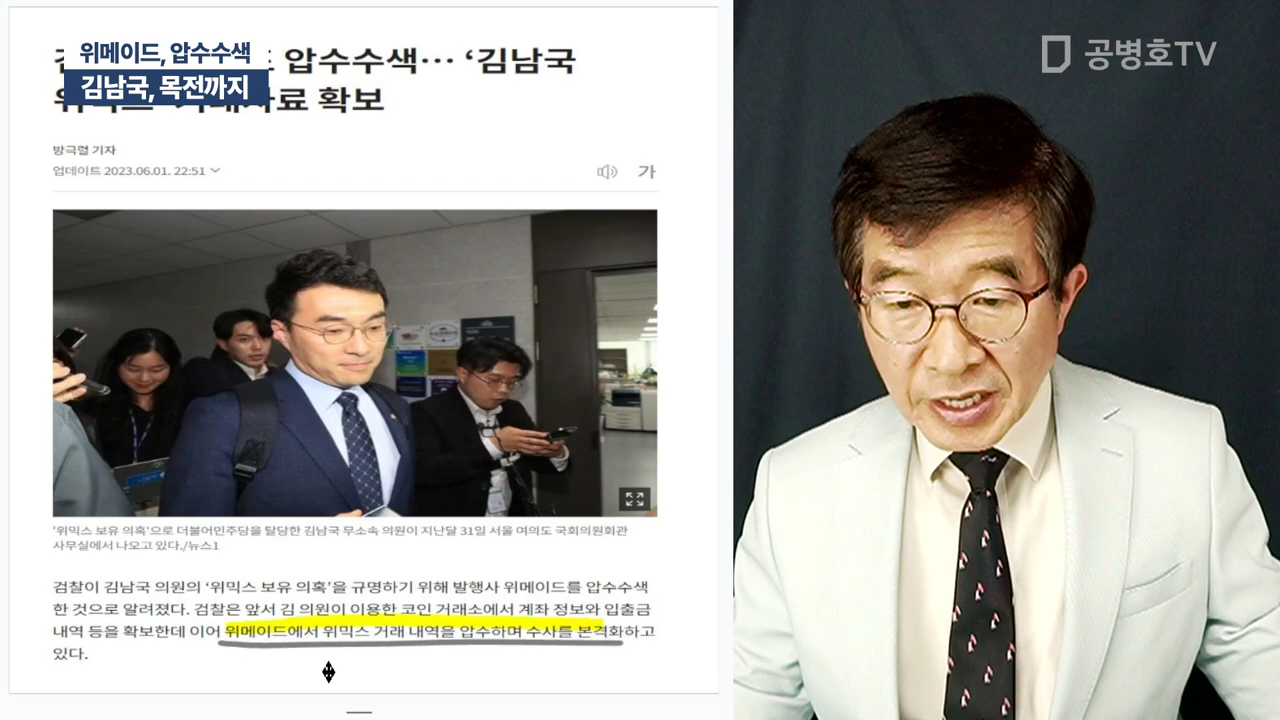 위메이드, 압수수색
김남국, 목전까지
압수수색… ‘김남국
료 확보
방극렬 기자
업데이트 2023.06.01. 22:51
가
'위믹스 보유 의혹'으로 더불어민주당을 탈당한 김남국 무소속 의원이 지난달 31일 서울 여의도 국회의원회관
사무실에서 나오고 있다./뉴스1
검찰이 김남국 의원의 ‘위믹스 보유 의혹’을 규명하기 위해 발행사 위메이드를 압수수색
한 것으로 알려졌다. 검찰은 앞서 김 의원이 이용한 코인 거래소에서 계좌 정보와 입출금
내역 등을 확보한데 이어 위메이드에서 위믹스 거래 내역을 압수하며 수사를 본격화하고
있다.
공병호TV